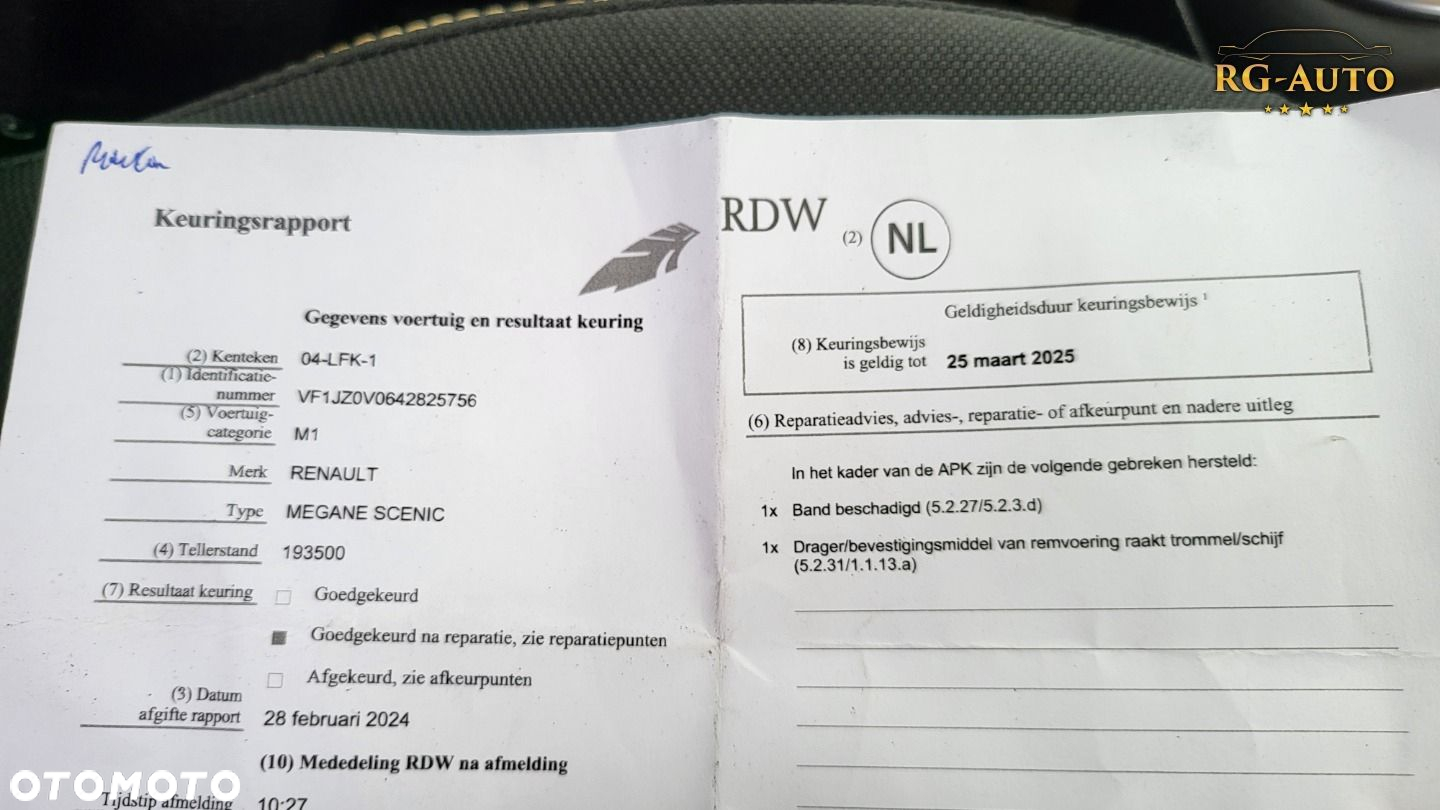 RG-AUTO
Keuringsrapport
Gegevens voertuig en resultaat keuring
(2) Kenteken 04-LFK-1
(1) Identificatie-
nummer VF1JZ0V0642825756
(5) Voertuig-
categorie M1
Merk RENAULT
Type MEGANE SCENIC
(4) Tellerstand 193500
(7) Resultaat keuring Goedgekeurd
Goedgekeurd na reparatie, zie reparatiepunten
Afgekeurd, zie afkeurpunten
(3) Datum
afgifte rapport 28 februari 2024
(10) Mededeling RDW na afmelding
Tijdstip afmelding 10:27
RDW (2) NL
Geldigheidsduur keuringsbewijs 1
(8) Keuringsbewijs
is geldig tot 25 maart 2025
(6) Reparatieadvies, advies-, reparatie- of afkeurpunt en nadere uitleg
In het kader van de APK zijn de volgende gebreken hersteld:
1x Band beschadigd (5.2.27/5.2.3.d)
1x Drager/bevestigingsmiddel van remvoering raakt trommel/schijf
(5.2.31/1.1.13.a)
OTOMOTO